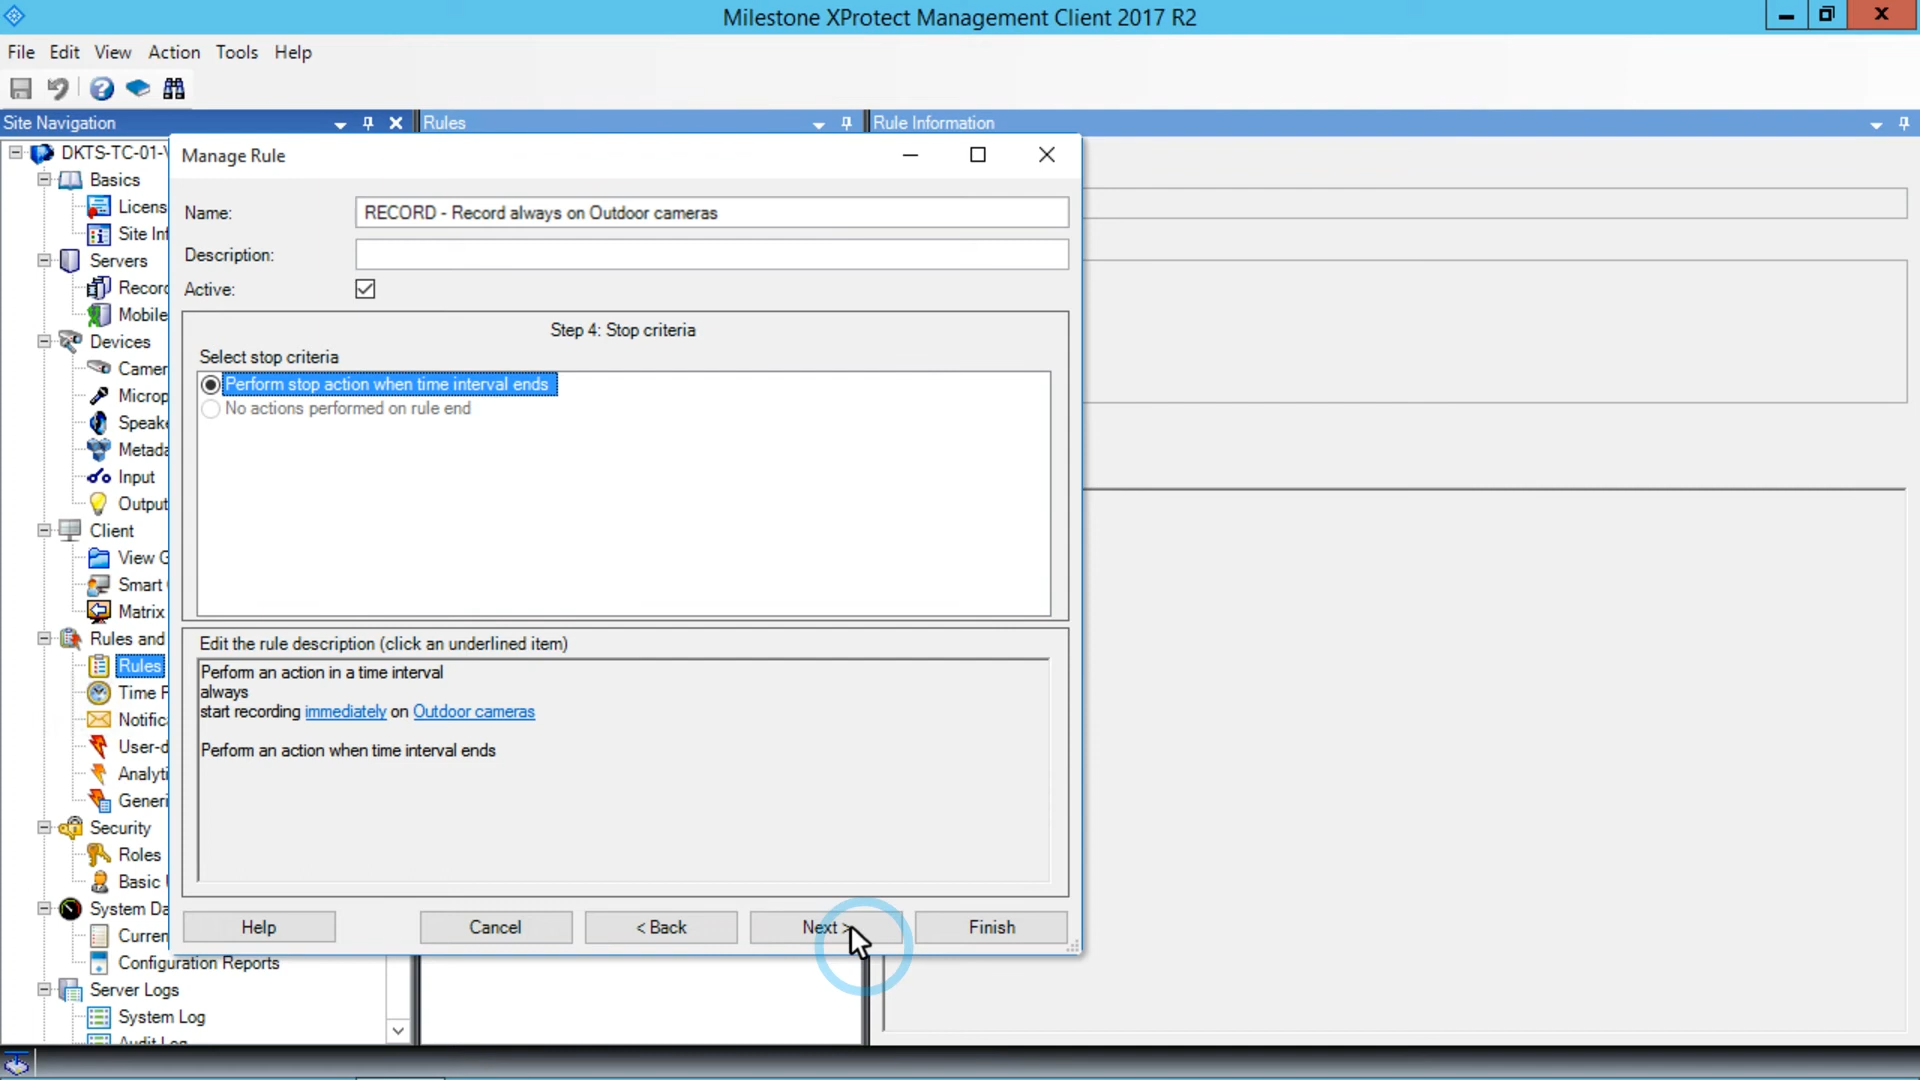 Milestone XProtect Management Client 2017 R2
File Edit View Action Tools Help
Site Navigation
Rules
Rule Information
DKTS-TC-01-
Basics
Licens
Site Inf
Servers
Record
Mobile
Devices
Camer
Microp
Speake
Metada
Input
Output
Client
View G
Smart
Matrix
Rules and
Rules
Time P
Notific
User-d
Analyti
Generi
Security
Roles
Basic
System Da
Curren
Configuration Reports
Server Logs
System Log
Audit Log
Manage Rule
Name: RECORD - Record always on Outdoor cameras
Description:
Active:
Step 4: Stop criteria
Select stop criteria
Perform stop action when time interval ends
No actions performed on rule end
Edit the rule description (click an underlined item)
Perform an action in a time interval
always
start recording immediately on Outdoor cameras
Perform an action when time interval ends
Help Cancel < Back Next > Finish